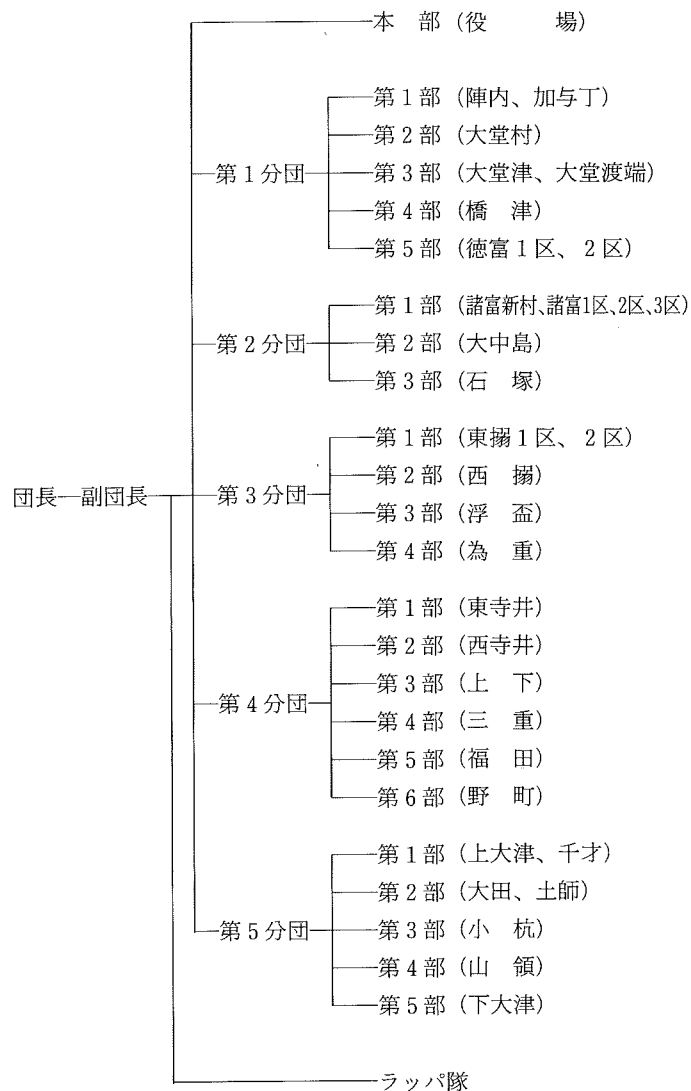 本部(役場)
第1部(陣内、加与丁)
第2部(大堂村)
第1分団
第3部(大堂津、大堂渡端)
第4部(橋津)
第5部(徳富1区、2区)
第1部(諸富新村、諸富1区、2区、3区)
第2分団
第2部(大中島)
第3部(石塚)
第1部(東搦1区、2区)
第2部(西搦)
団長 副団長 第3分団
第3部(浮盃)
第4部(為重)
第1部(東寺井)
第2部(西寺井)
第3部(上下)
第4分団
第4部(三重)
第5部(福田)
第6部(野町)
第1部(上大津、千才)
第2部(大田、土師)
第5分団
第3部(小杭)
第4部(山領)
第5部(下大津)
ラッパ隊